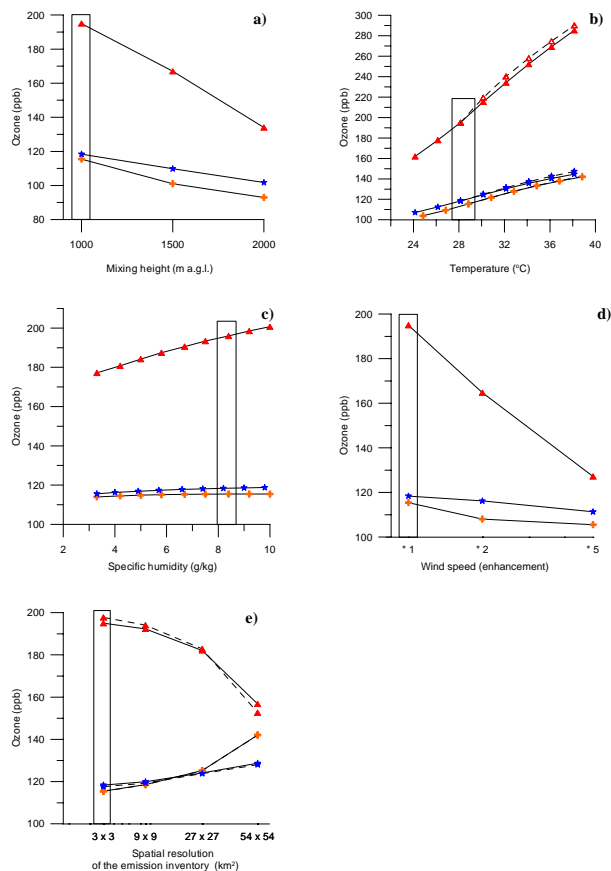 a)
200
180
160
140
120
100
80
Ozone (ppb)
1000
1500
2000
Mixing height (m a.g.l.)
b)
300
280
260
240
220
200
180
160
140
120
100
Ozone (ppb)
20
24
28
32
36
40
Temperature (°C)
c)
200
180
160
140
120
100
Ozone (ppb)
2
4
6
8
10
Specific humidity (g/kg)
d)
200
180
160
140
120
100
Ozone (ppb)
* 1
* 2
* 5
Wind speed (enhancement)
e)
200
180
160
140
120
100
Ozone (ppb)
3 x 3
9 x 9
27 x 27
54 x 54
Spatial resolution
of the emission inventory (km²)